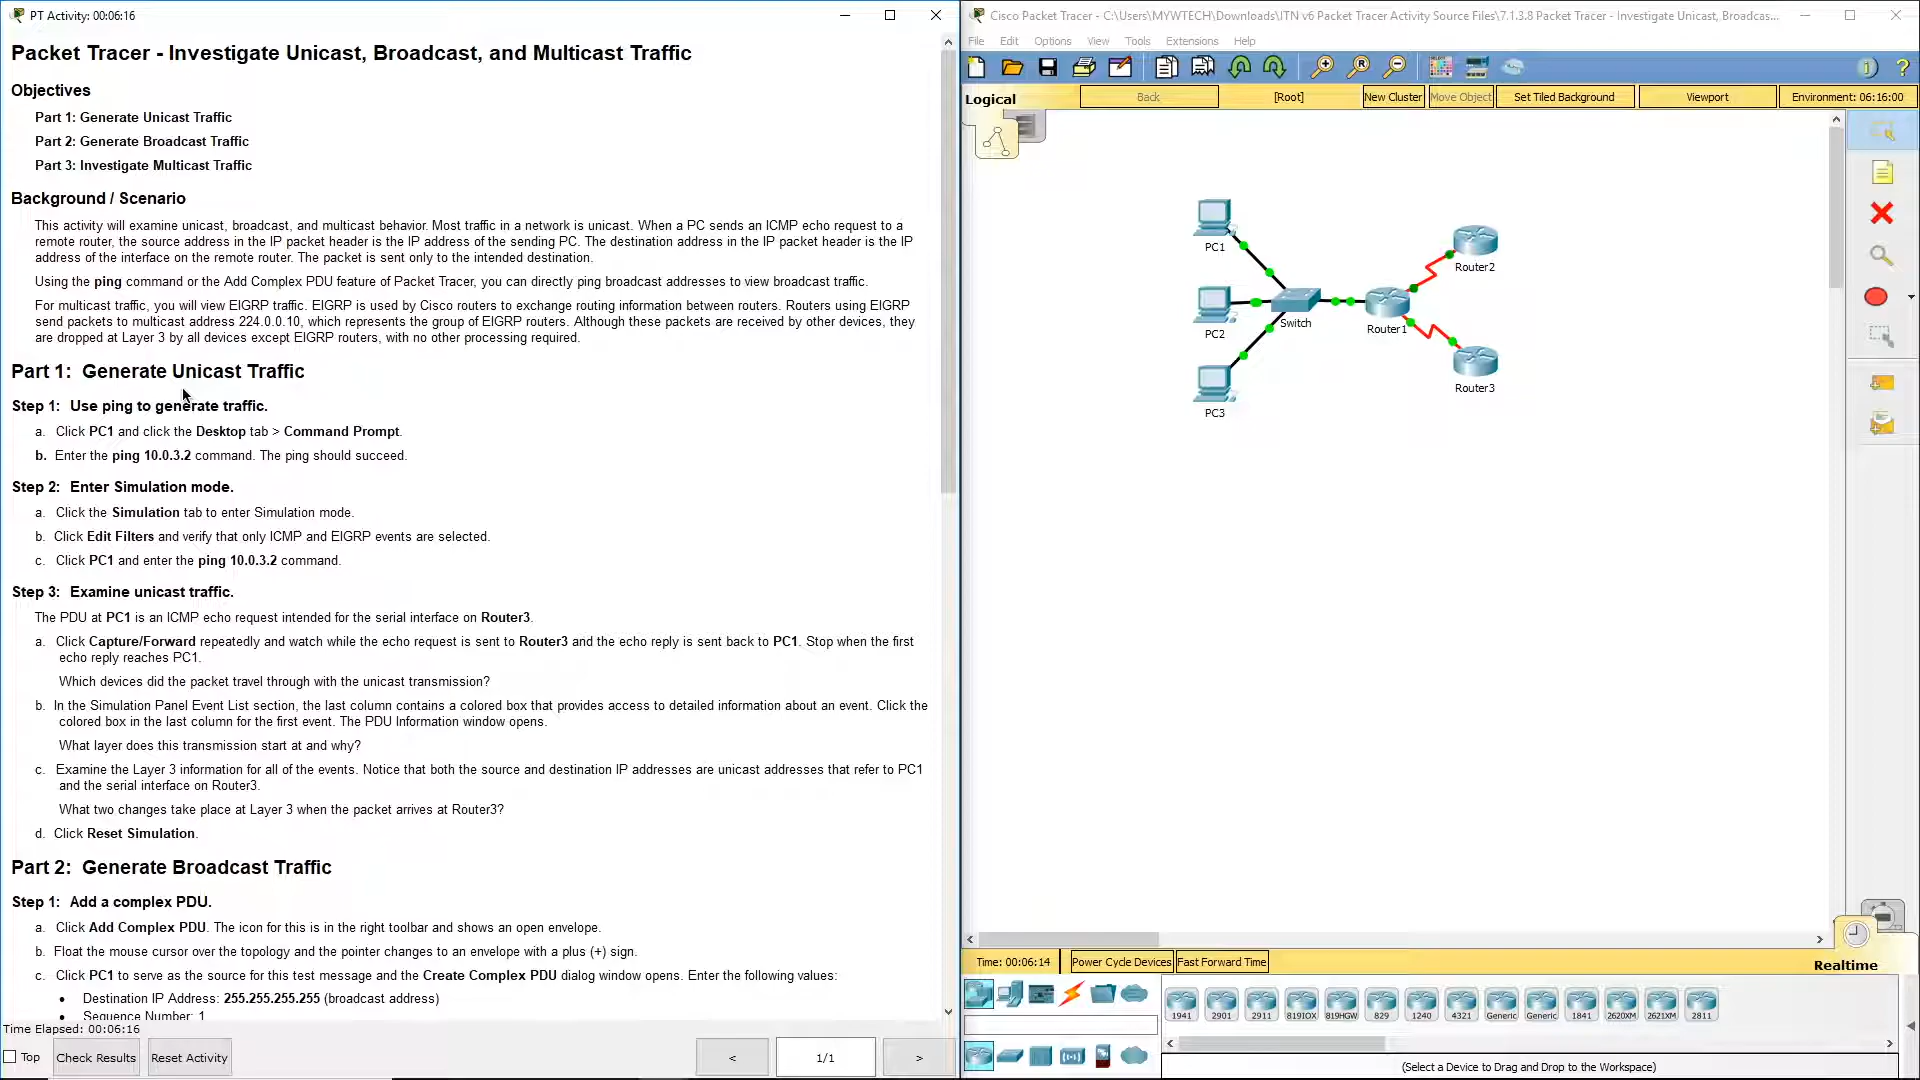 PT Activity: 00:06:16
Packet Tracer - Investigate Unicast, Broadcast, and Multicast Traffic
Objectives
Part 1: Generate Unicast Traffic
Part 2: Generate Broadcast Traffic
Part 3: Investigate Multicast Traffic
Background / Scenario
This activity will examine unicast, broadcast, and multicast behavior. Most traffic in a network is unicast. When a PC sends an ICMP echo request to a
remote router, the source address in the IP packet header is the IP address of the sending PC. The destination address in the IP packet header is the IP
address of the interface on the remote router. The packet is sent only to the intended destination.
Using the ping command or the Add Complex PDU feature of Packet Tracer, you can directly ping broadcast addresses to view broadcast traffic.
For multicast traffic, you will view EIGRP traffic. EIGRP is used by Cisco routers to exchange routing information between routers. Routers using EIGRP
send packets to multicast address 224.0.0.10, which represents the group of EIGRP routers. Although these packets are received by other devices, they
are dropped at Layer 3 by all devices except EIGRP routers, with no other processing required.
Part 1: Generate Unicast Traffic
Step 1: Use ping to generate traffic.
a. Click PC1 and click the Desktop tab > Command Prompt.
b. Enter the ping 10.0.3.2 command. The ping should succeed.
Step 2: Enter Simulation mode.
a. Click the Simulation tab to enter Simulation mode.
b. Click Edit Filters and verify that only ICMP and EIGRP events are selected.
c. Click PC1 and enter the ping 10.0.3.2 command.
Step 3: Examine unicast traffic.
The PDU at PC1 is an ICMP echo request intended for the serial interface on Router3.
a. Click Capture/Forward repeatedly and watch while the echo request is sent to Router3 and the echo reply is sent back to PC1. Stop when the first
echo reply reaches PC1.
Which devices did the packet travel through with the unicast transmission?
b. In the Simulation Panel Event List section, the last column contains a colored box that provides access to detailed information about an event. Click the
colored box in the last column for the first event. The PDU Information window opens.
What layer does this transmission start at and why?
c. Examine the Layer 3 information for all of the events. Notice that both the source and destination IP addresses are unicast addresses that refer to PC1
and the serial interface on Router3.
What two changes take place at Layer 3 when the packet arrives at Router3?
d. Click Reset Simulation.
Part 2: Generate Broadcast Traffic
Step 1: Add a complex PDU.
a. Click Add Complex PDU. The icon for this is in the right toolbar and shows an open envelope.
b. Float the mouse cursor over the topology and the pointer changes to an envelope with a plus (+) sign.
c. Click PC1 to serve as the source for this test message and the Create Complex PDU dialog window opens. Enter the following values:
• Destination IP Address: 255.255.255.255 (broadcast address)
• Sequence Number: 1
Time Elapsed: 00:06:16
Top Check Results Reset Activity < 1/1 >
Cisco Packet Tracer - C:\Users\MYWTECH\Downloads\ITN v6 Packet Tracer Activity Source Files\7.1.3.8 Packet Tracer - Investigate Unicast, Broadcas...
File Edit Options View Tools Extensions Help
Logical Back [Root] New Cluster Move Object Set Tiled Background Viewport Environment: 06:16:00
PC1
Router2
PC2
Switch
Router1
Router3
PC3
Time: 00:06:14 Power Cycle Devices Fast Forward Time
Realtime
1941 2901 2911 819IOX 819HGW 829 1240 4321 Generic Generic 1841 2620XM 2621XM 2811
(Select a Device to Drag and Drop to the Workspace)